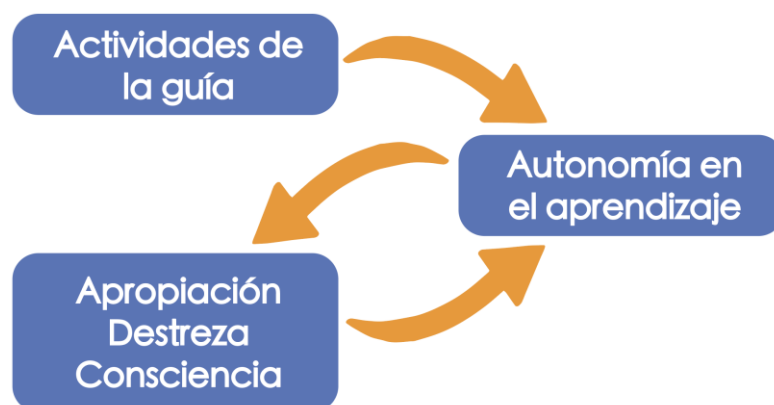 Actividades de
la guía
Autonomía en
el aprendizaje
Apropiación
Destreza
Consciencia